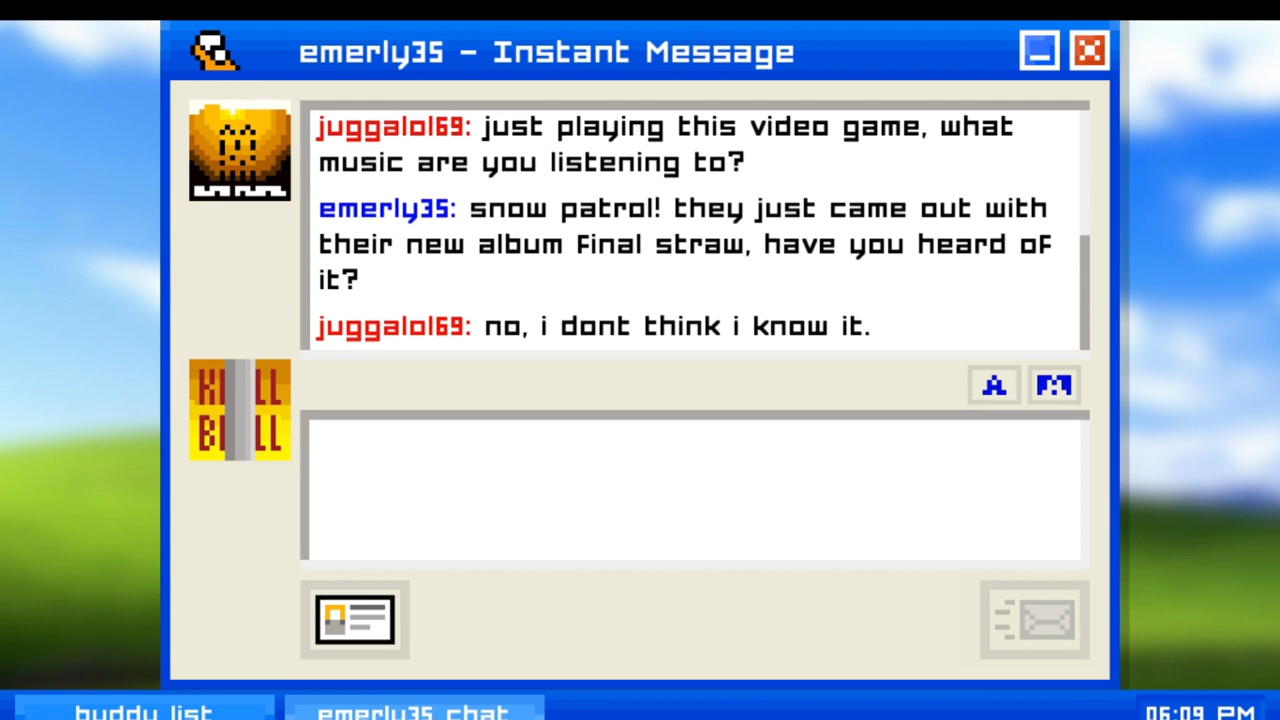 emerly35 - Instant Message
juggalol69: just playing this video game, what
music are you listening to?
emerly35: snow patrol! they just came out with
their new album final straw, have you heard of
it?
juggalol69: no, i dont think i know it.
KILL
BILL
A M
buddy list emerly35 chat 06:09 PM